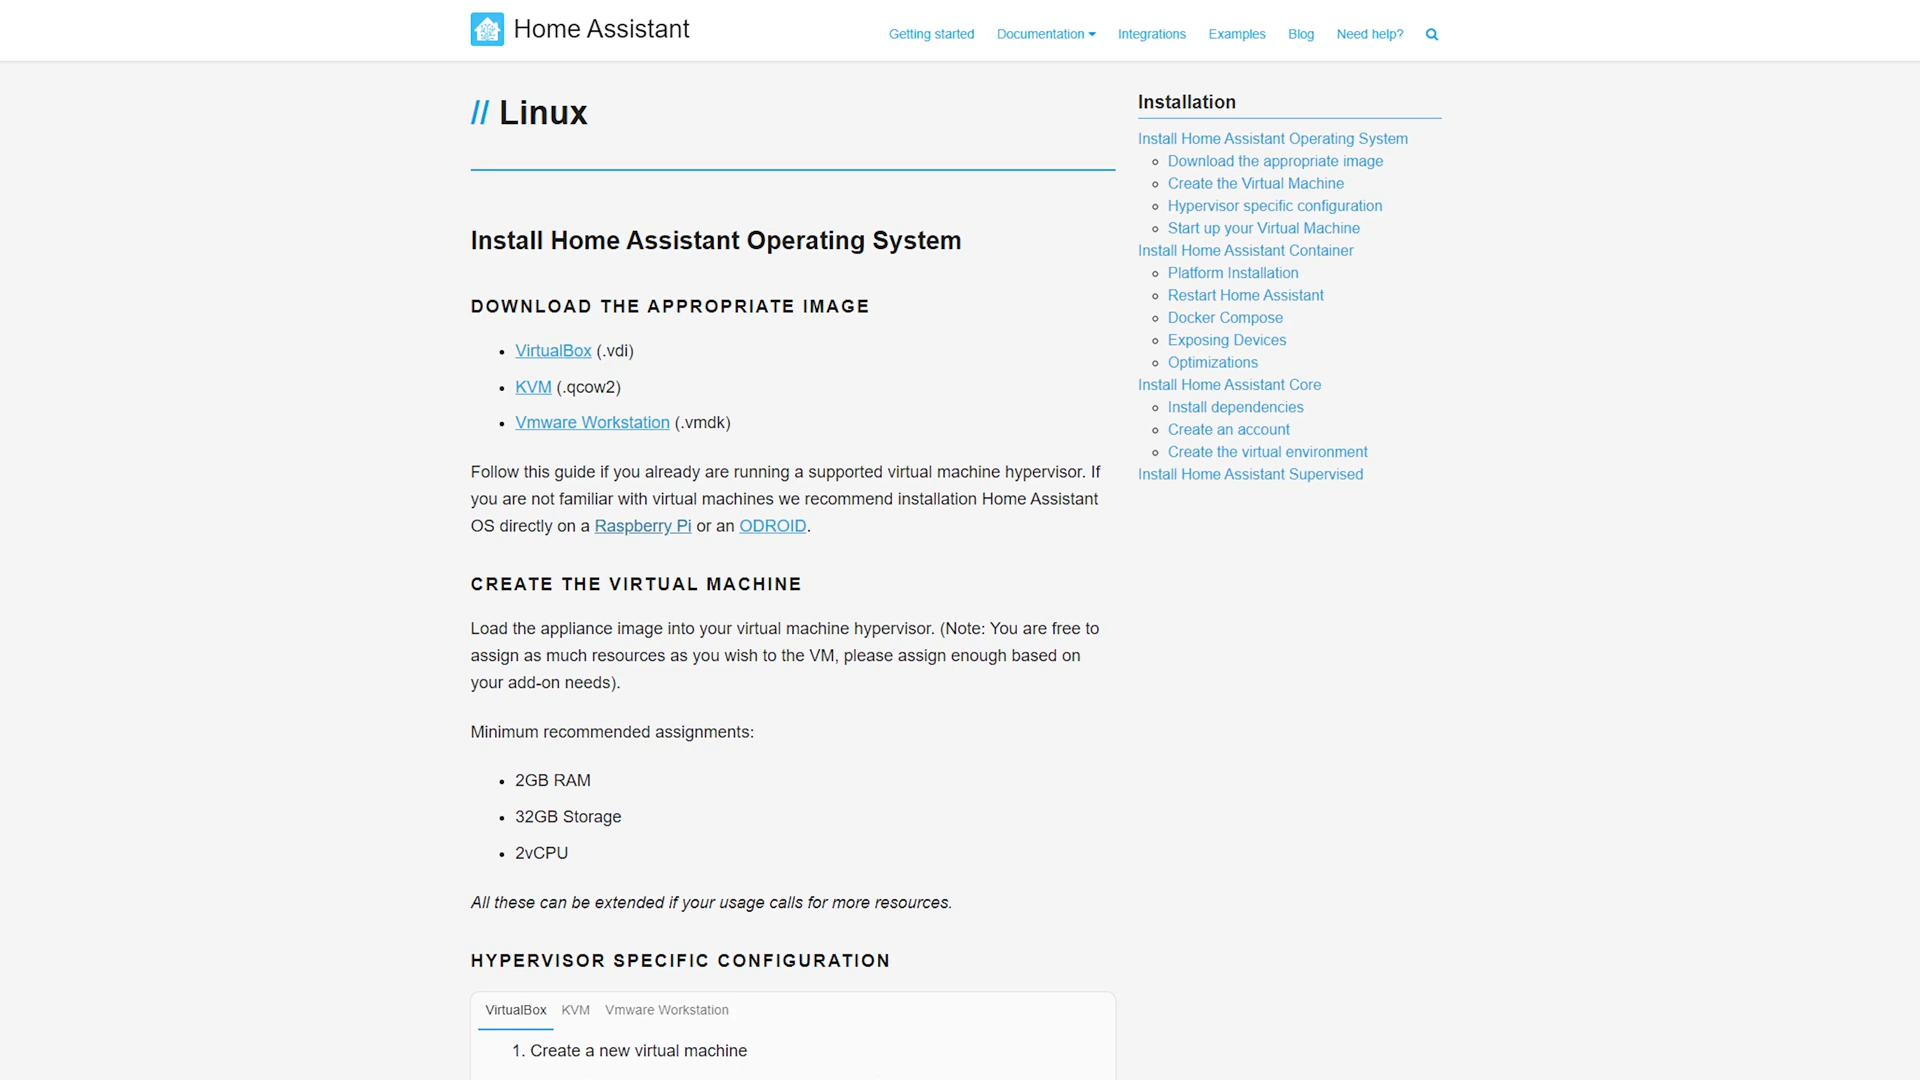 Home Assistant
Getting started Documentation Integrations Examples Blog Need help?
// Linux
Install Home Assistant Operating System
DOWNLOAD THE APPROPRIATE IMAGE
• VirtualBox (.vdi)
• KVM (.qcow2)
• Vmware Workstation (.vmdk)
Follow this guide if you already are running a supported virtual machine hypervisor. If
you are not familiar with virtual machines we recommend installation Home Assistant
OS directly on a Raspberry Pi or an ODROID.
CREATE THE VIRTUAL MACHINE
Load the appliance image into your virtual machine hypervisor. (Note: You are free to
assign as much resources as you wish to the VM, please assign enough based on
your add-on needs).
Minimum recommended assignments:
• 2GB RAM
• 32GB Storage
• 2vCPU
All these can be extended if your usage calls for more resources.
HYPERVISOR SPECIFIC CONFIGURATION
VirtualBox KVM Vmware Workstation
1. Create a new virtual machine
Installation
Install Home Assistant Operating System
Download the appropriate image
Create the Virtual Machine
Hypervisor specific configuration
Start up your Virtual Machine
Install Home Assistant Container
Platform Installation
Restart Home Assistant
Docker Compose
Exposing Devices
Optimizations
Install Home Assistant Core
Install dependencies
Create an account
Create the virtual environment
Install Home Assistant Supervised